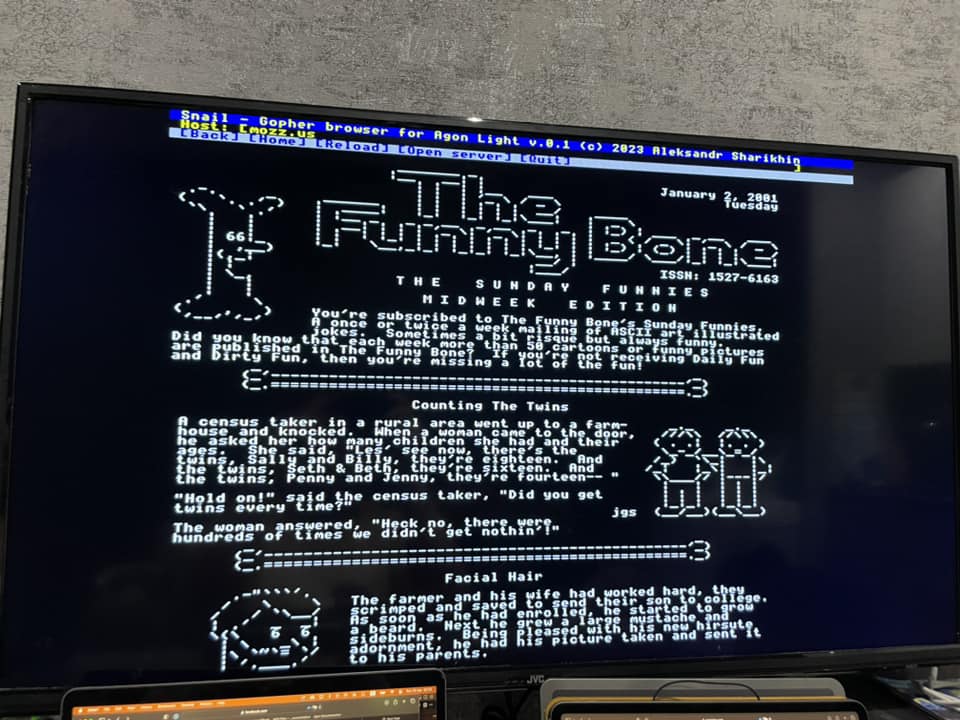 Snail - Gopher browser for Agon Light v.0.1 (c) 2023 Aleksandr Sharikhin
Host: [mozz.us ]
[Back] [Home] [Reload] [Open server] [Quit]
January 2, 2001
Tuesday
The
Funny Bone
66
ISSN: 1527-6163
THE SUNDAY FUNNIES
MIDWEEK EDITION
You're subscribed to The Funny Bone's Sunday Funnies
A once or twice a week mailing of ASCII art illustrated
jokes. Sometimes a bit risque but always funny.
Did you know that each week more than 50 cartoons or funny pictures
are published in The Funny Bone? If you're not receiving Daily Fun
and Dirty Fun, then you're missing a lot of the fun!
Counting The Twins
A census taker in a rural area went up to a farm-
house and knocked. When a woman came to the door,
he asked her how many children she had and their
ages. She said, "Les' see now, there's the
twins, Sally and Billy, they're eighteen. And
the twins, Seth & Beth, they're sixteen. And
the twins, Penny and Jenny, they're fourteen-- "
"Hold on!" said the census taker, "Did you get
twins every time?"
jgs
The woman answered, "Heck no, there were
hundreds of times we didn't get nothin'!"
Facial Hair
The farmer and his wife had worked hard, they
scrimped and saved to send their son to college.
As soon as he had enrolled, he started to grow
a beard. Next he grew a large mustache and
sideburns. Being pleased with his new hirsute
adornment, he had his picture taken and sent it
to his parents.
JVC